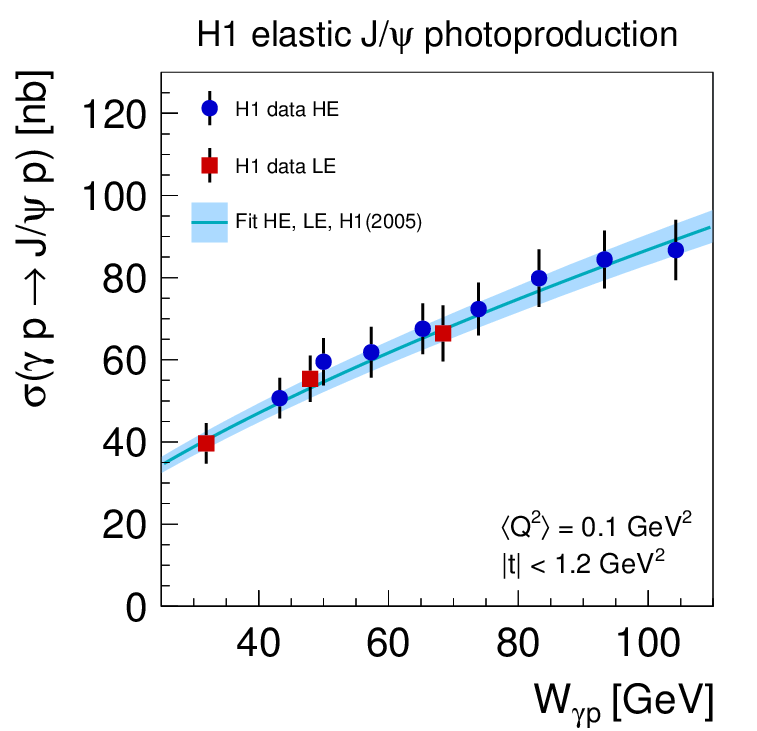 H1 elastic J/ψ photoproduction
σ(γ p → J/ψ p) [nb]
120
100
80
60
40
20
0
H1 data HE
H1 data LE
Fit HE, LE, H1(2005)
⟨Q²⟩ = 0.1 GeV²
|t| < 1.2 GeV²
40 60 80 100
W_γp [GeV]